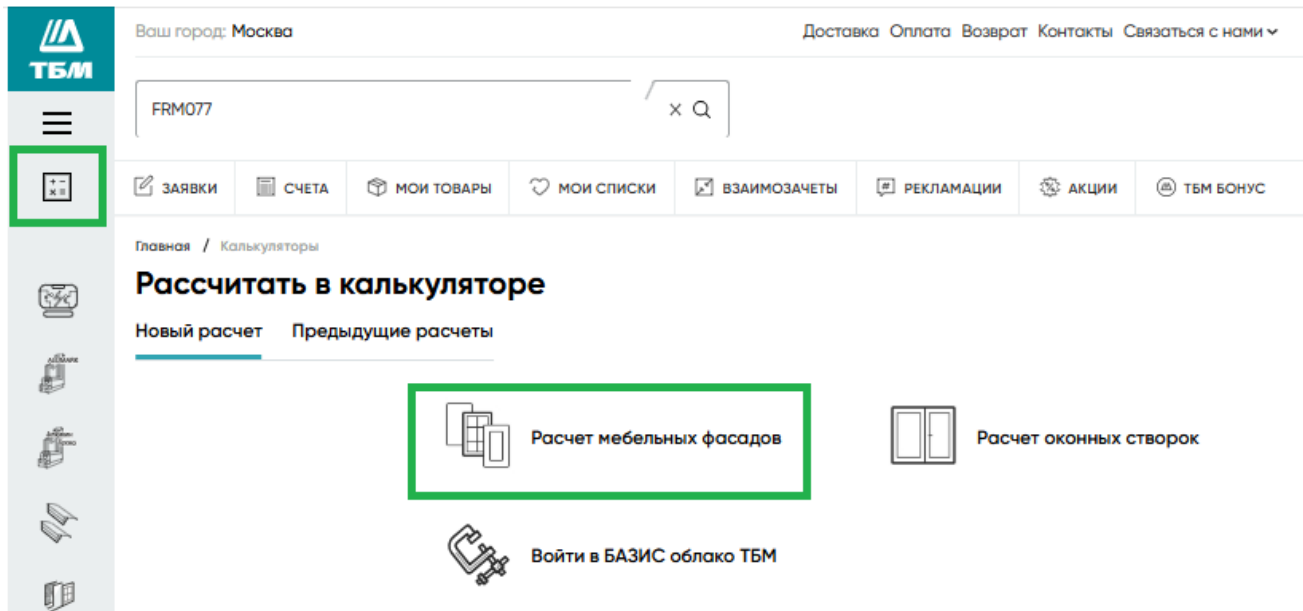 ТБМ
Ваш город: Москва
Доставка Оплата Возврат Контакты Связаться с нами
FRM077
ЗАЯВКИ СЧЕТА МОИ ТОВАРЫ МОИ СПИСКИ ВЗАИМОЗАЧЕТЫ РЕКЛАМАЦИИ АКЦИИ ТБМ БОНУС
Главная / Калькуляторы
Рассчитать в калькуляторе
Новый расчет Предыдущие расчеты
Расчет мебельных фасадов Расчет оконных створок
Войти в БАЗИС облако ТБМ